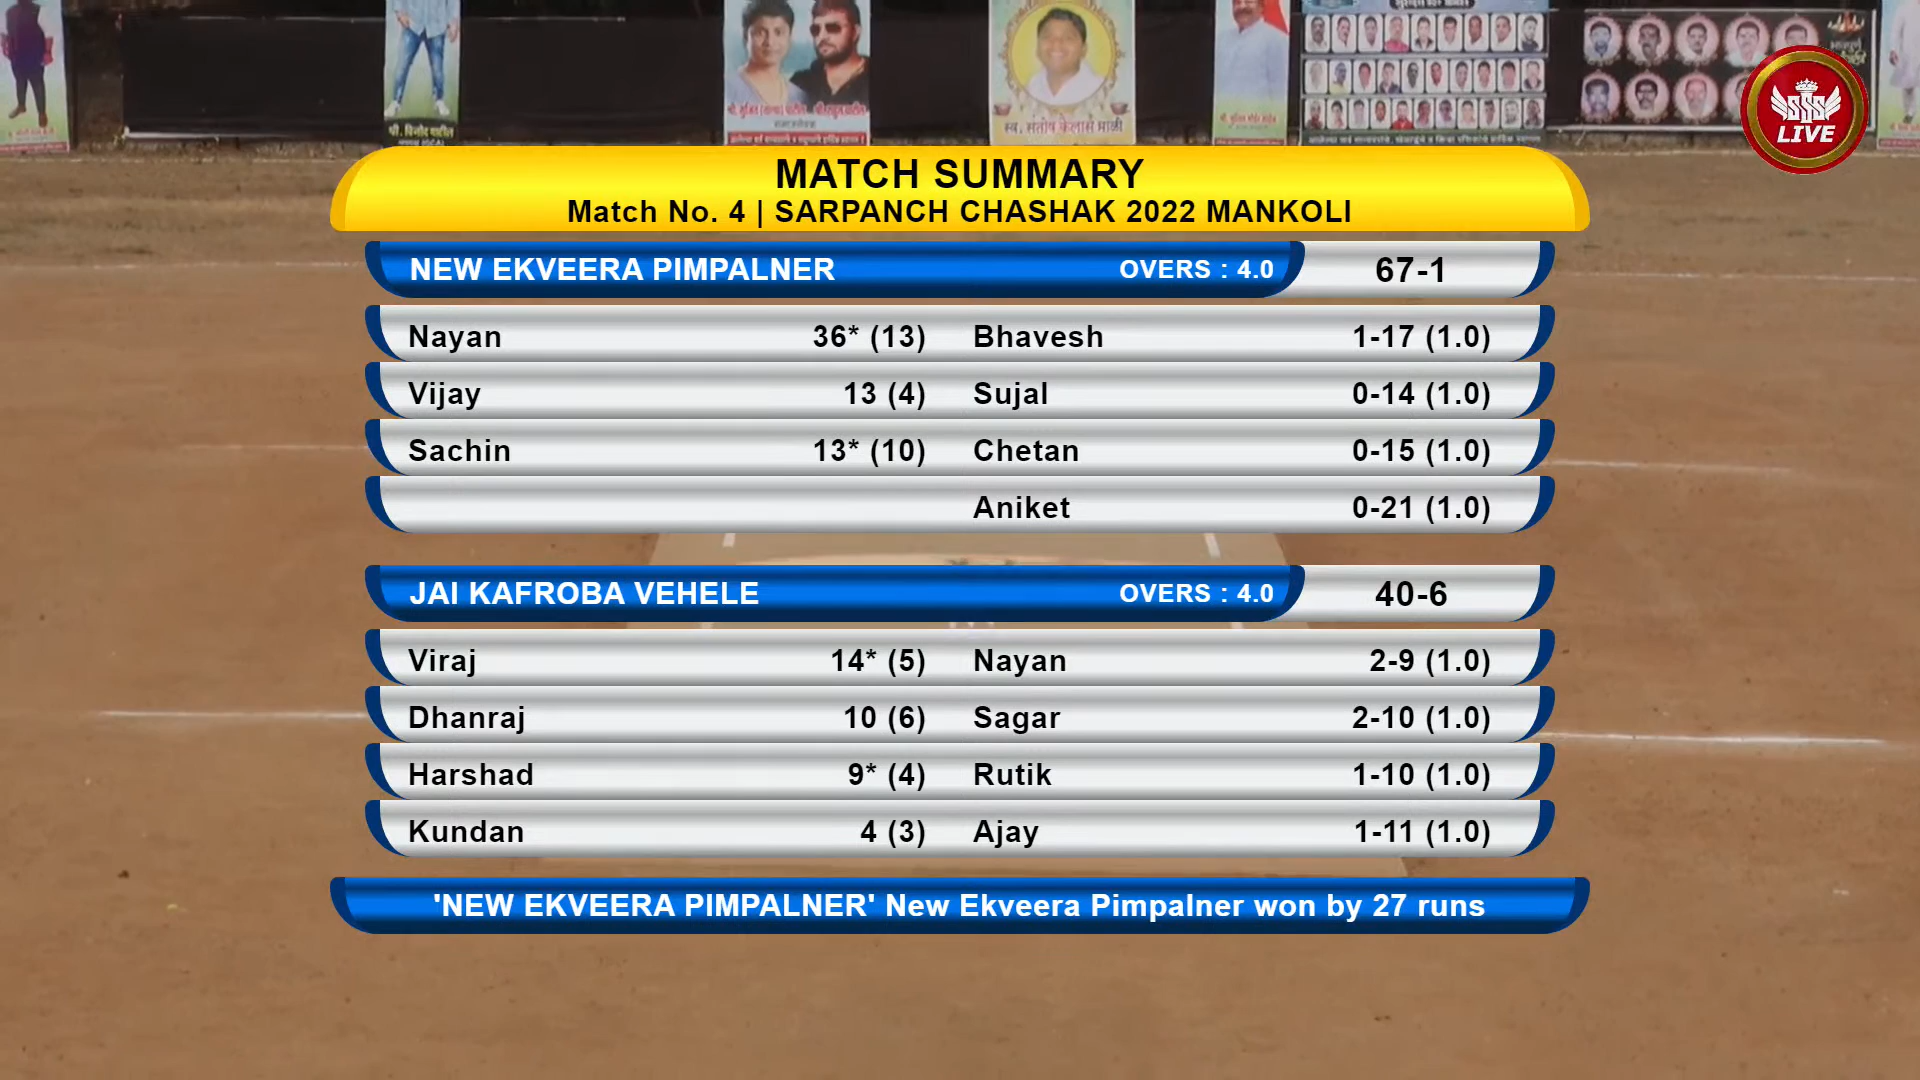 श्री. विनोद पाटील
स्व. संतोष कैलास माळी
SSS
LIVE
MATCH SUMMARY
Match No. 4 | SARPANCH CHASHAK 2022 MANKOLI
NEW EKVEERA PIMPALNER OVERS : 4.0 67-1
Nayan 36* (13) Bhavesh 1-17 (1.0)
Vijay 13 (4) Sujal 0-14 (1.0)
Sachin 13* (10) Chetan 0-15 (1.0)
Aniket 0-21 (1.0)
JAI KAFROBA VEHELE OVERS : 4.0 40-6
Viraj 14* (5) Nayan 2-9 (1.0)
Dhanraj 10 (6) Sagar 2-10 (1.0)
Harshad 9* (4) Rutik 1-10 (1.0)
Kundan 4 (3) Ajay 1-11 (1.0)
'NEW EKVEERA PIMPALNER' New Ekveera Pimpalner won by 27 runs